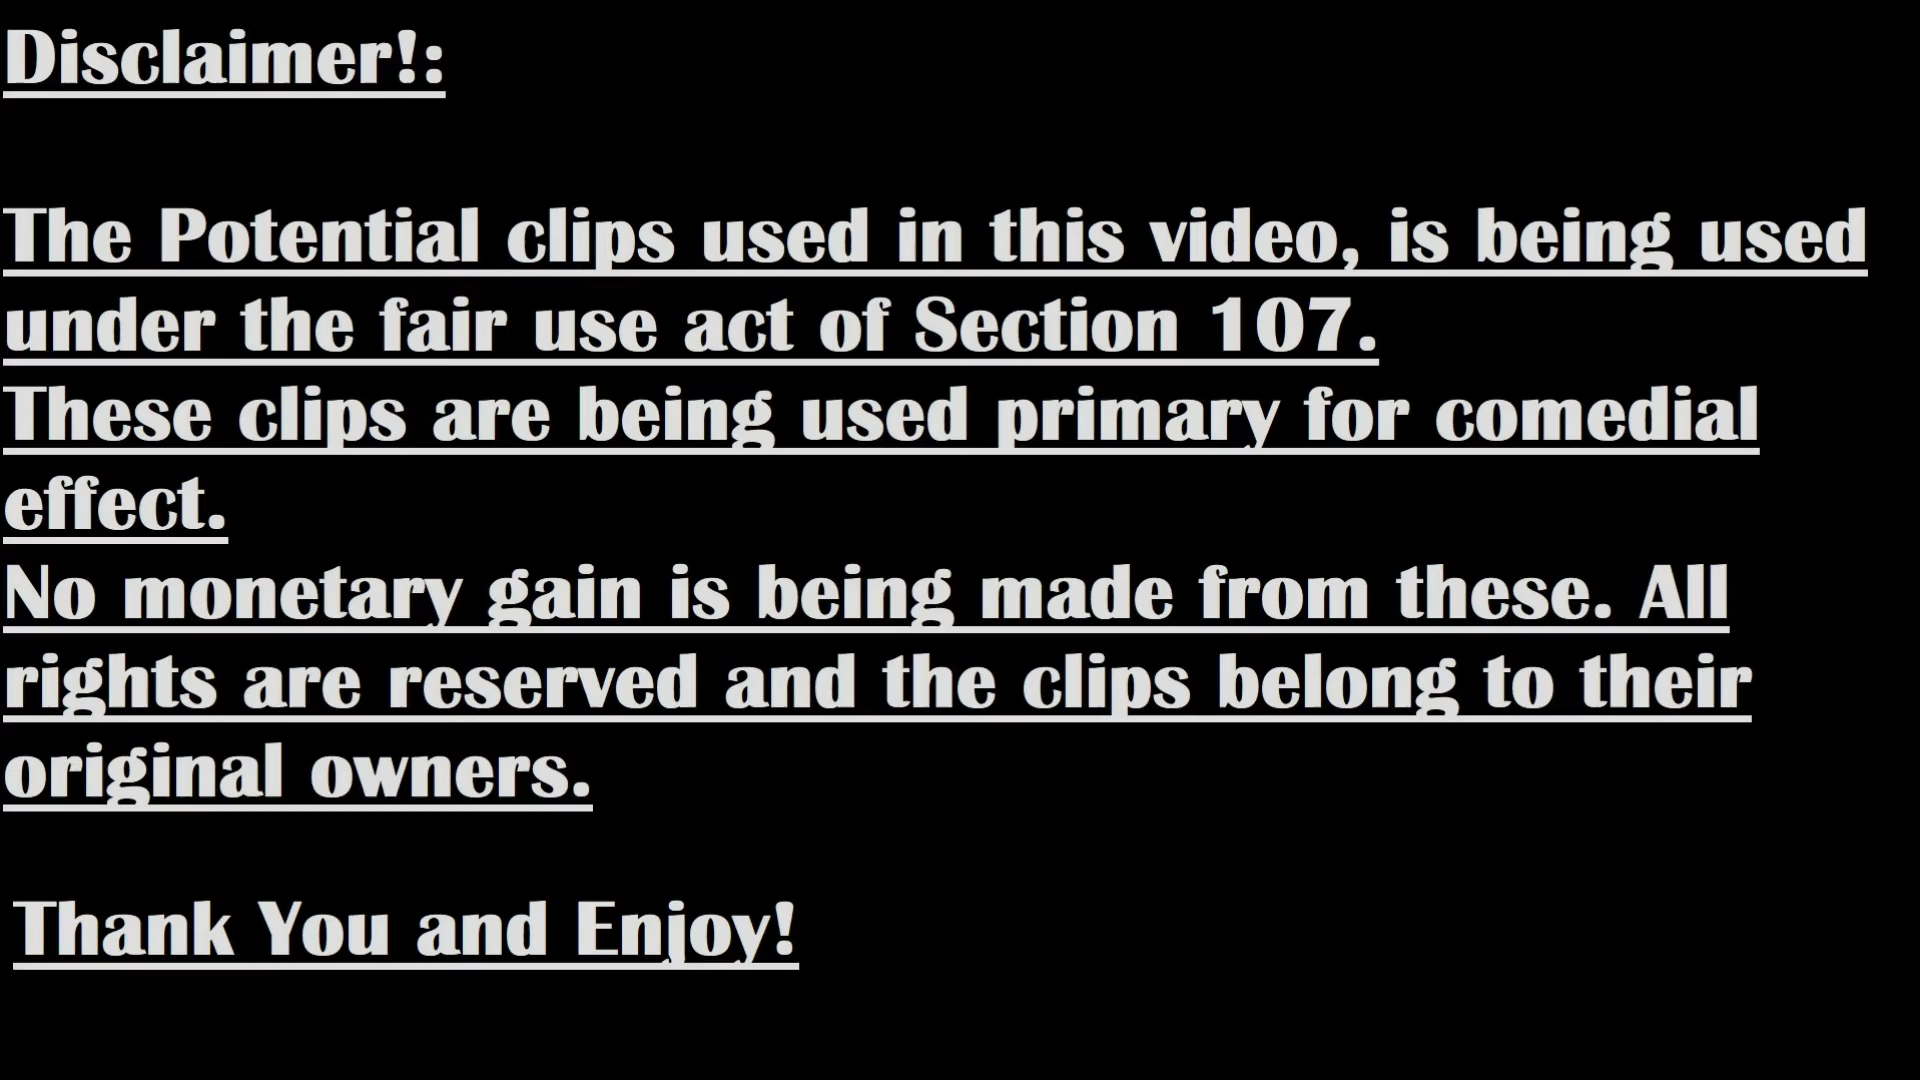 Disclaimer!:
The Potential clips used in this video, is being used
under the fair use act of Section 107.
These clips are being used primary for comedial
effect.
No monetary gain is being made from these. All
rights are reserved and the clips belong to their
original owners.
Thank You and Enjoy!